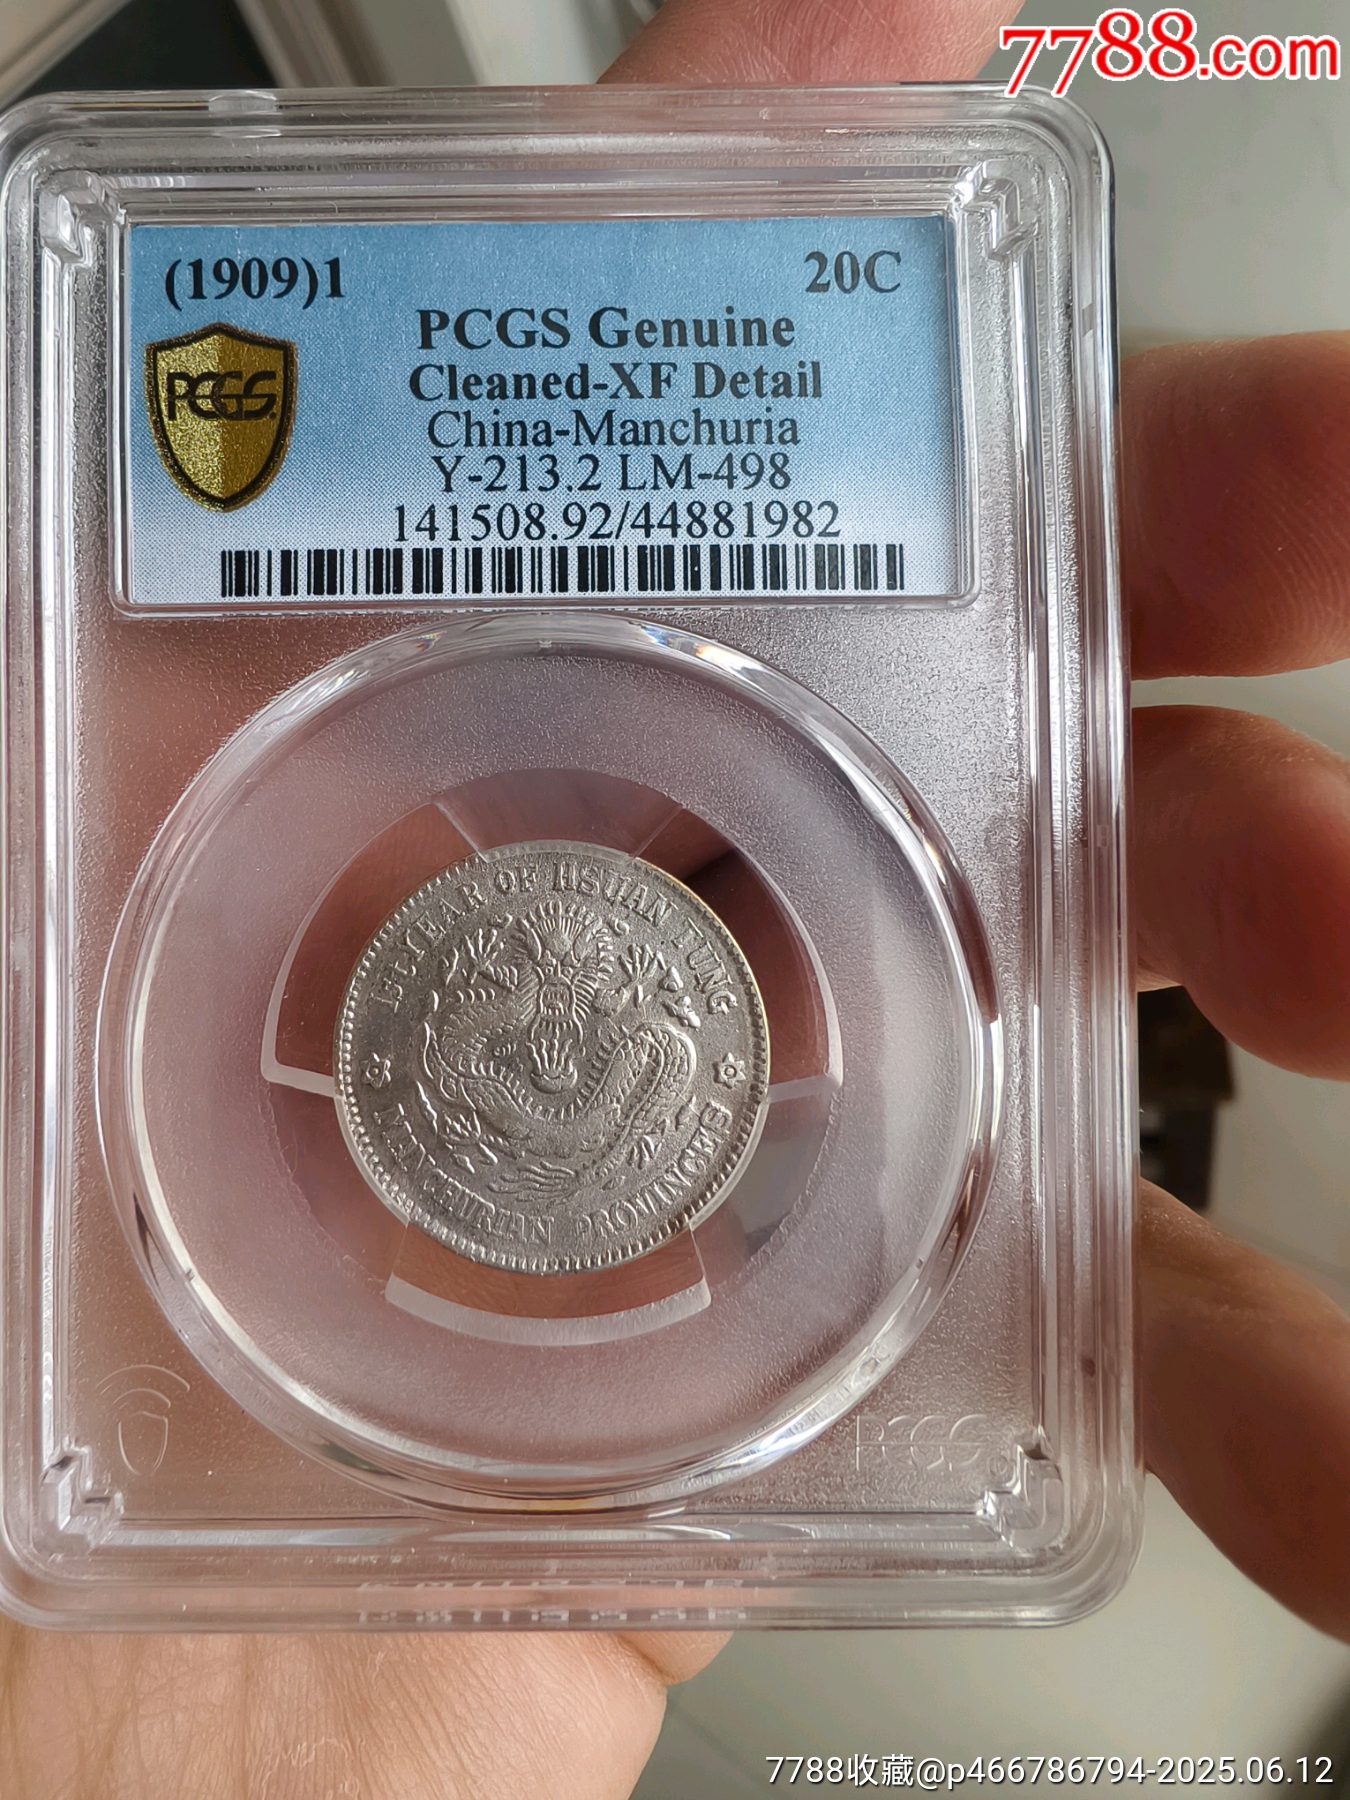 7788.com
(1909)1
20C
PCGS Genuine
Cleaned-XF Detail
China-Manchuria
Y-213.2 LM-498
141508.92/44881982
PCGS
1ST YEAR OF HSUAN TUNG
MANCHURIAN PROVINCES
PCGS
7788收藏@p466786794-2025.06.12